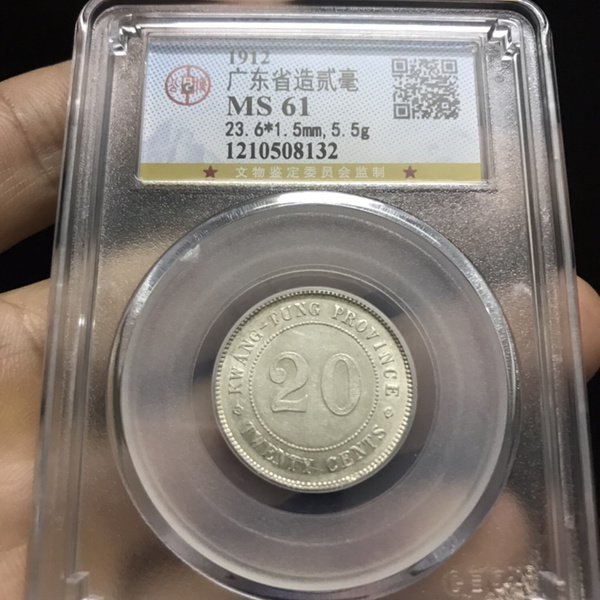 1912
广东省造贰毫
MS 61
23.6*1.5mm, 5.5g
1210508132
★ 文物鉴定委员会监制 ★
KWANG-TUNG PROVINCE
20
TWENTY CENTS